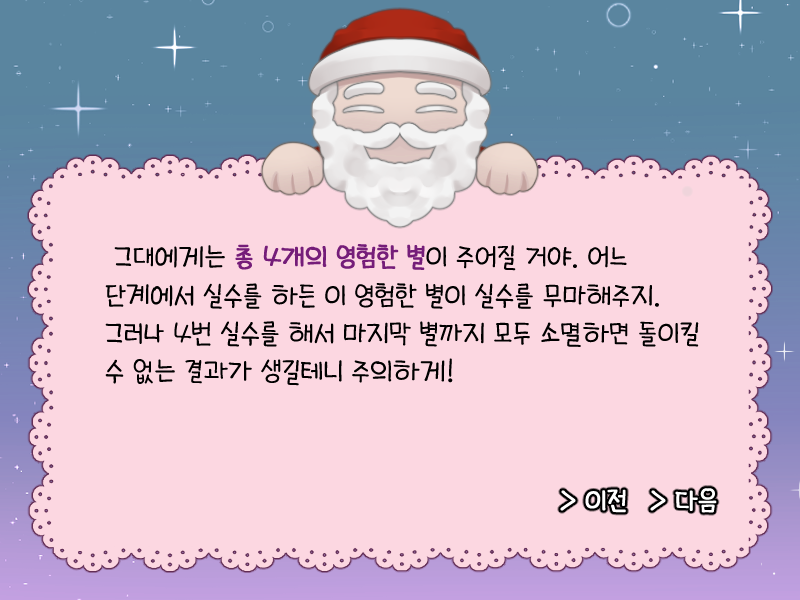 그대에게는 총 4개의 영험한 별이 주어질 거야. 어느
단계에서 실수를 하든 이 영험한 별이 실수를 무마해주지.
그러나 4번 실수를 해서 마지막 별까지 모두 소멸하면 돌이킬
수 없는 결과가 생길테니 주의하게!
> 이전 > 다음